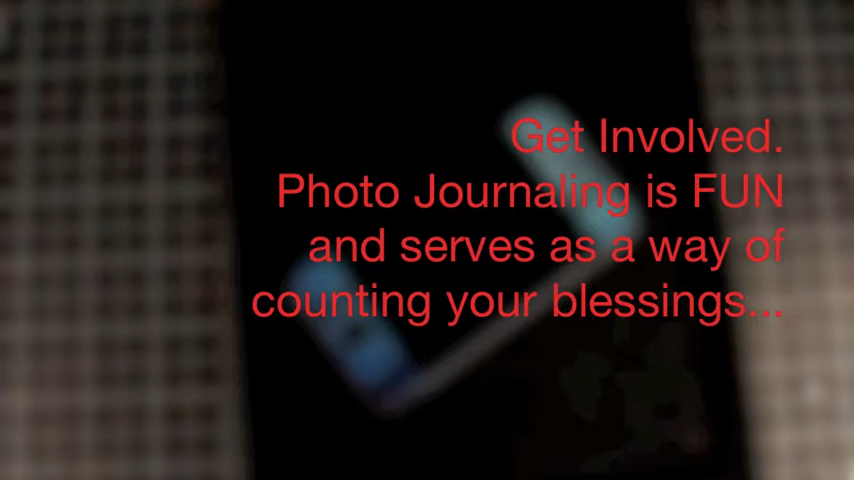 Get Involved.
Photo Journaling is FUN
and serves as a way of
counting your blessings...